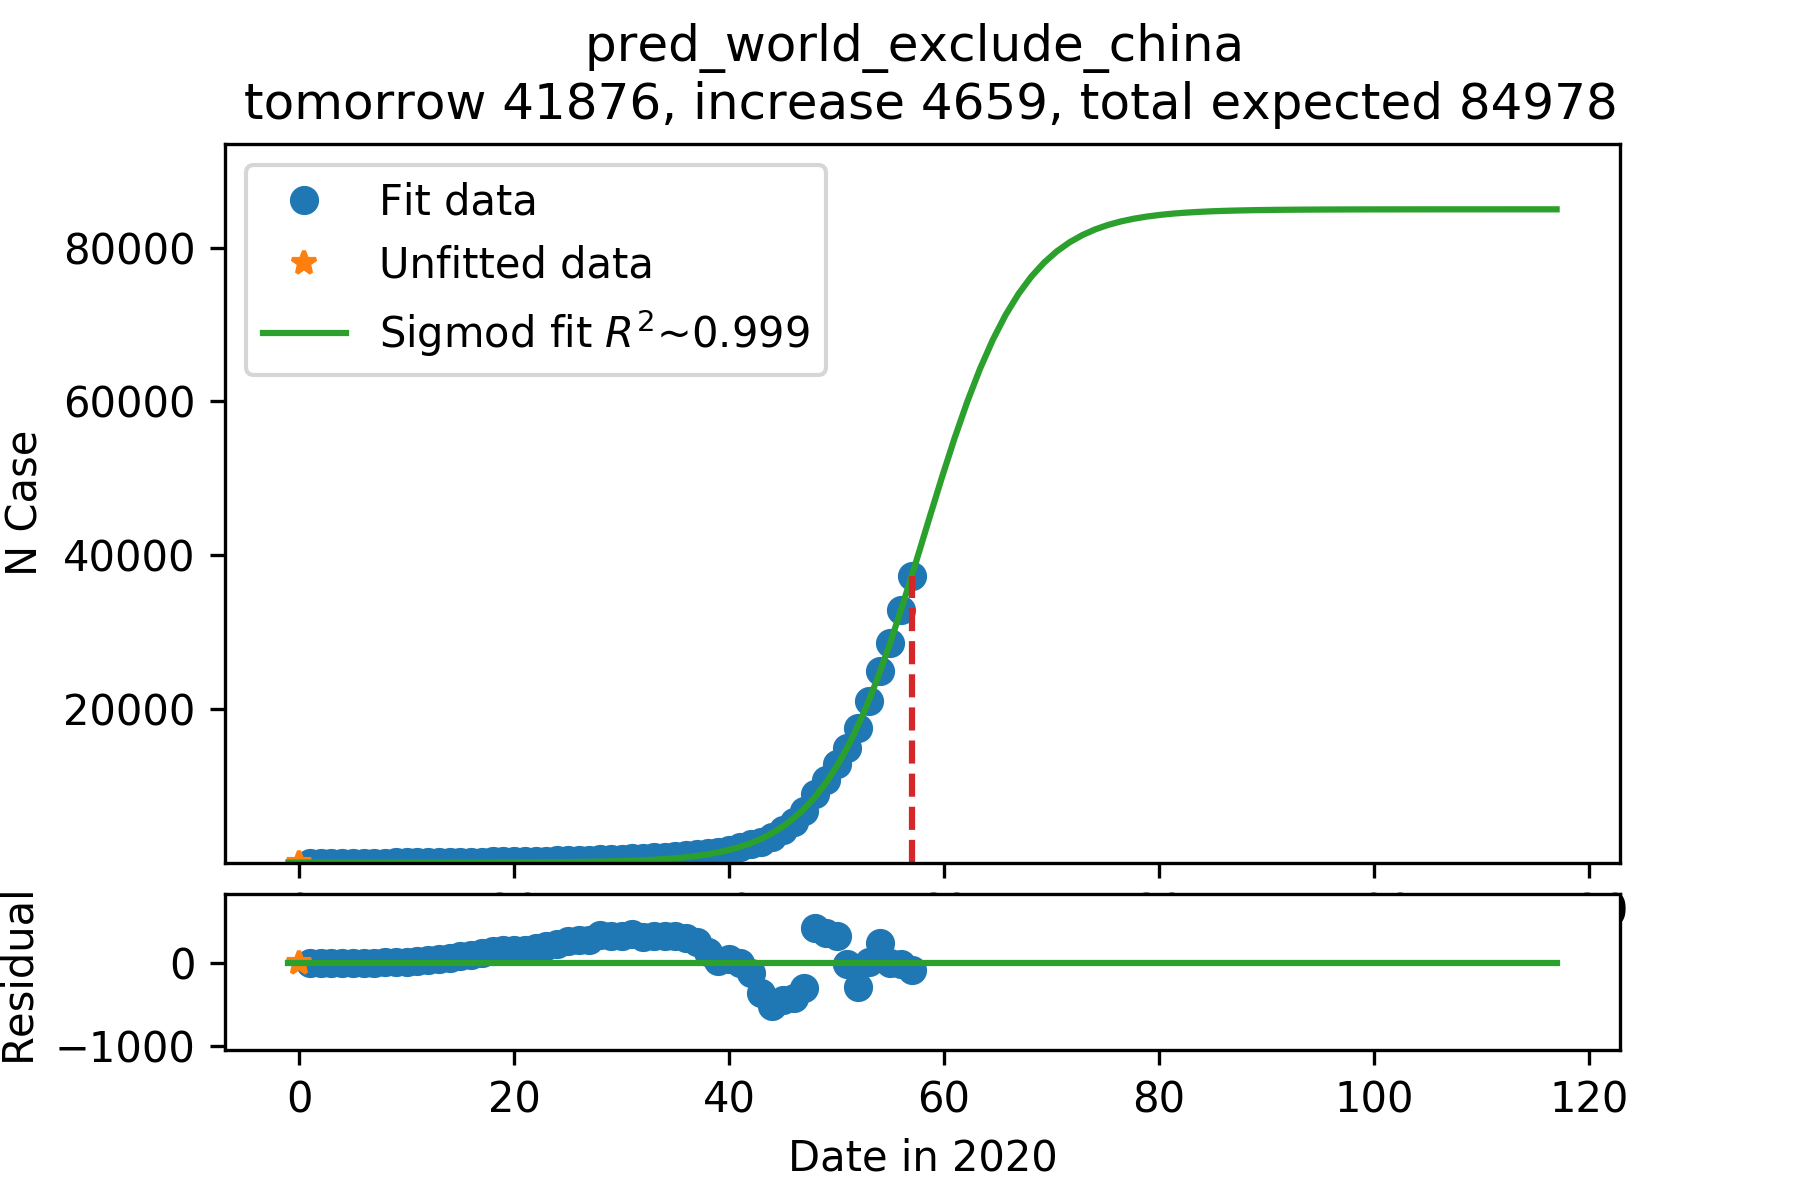 pred_world_exclude_china
tomorrow 41876, increase 4659, total expected 84978
Fit data
Unfitted data
Sigmod fit R²~0.999
80000
60000
40000
20000
N Case
0
−1000
Residual
0 20 40 60 80 100 120
Date in 2020